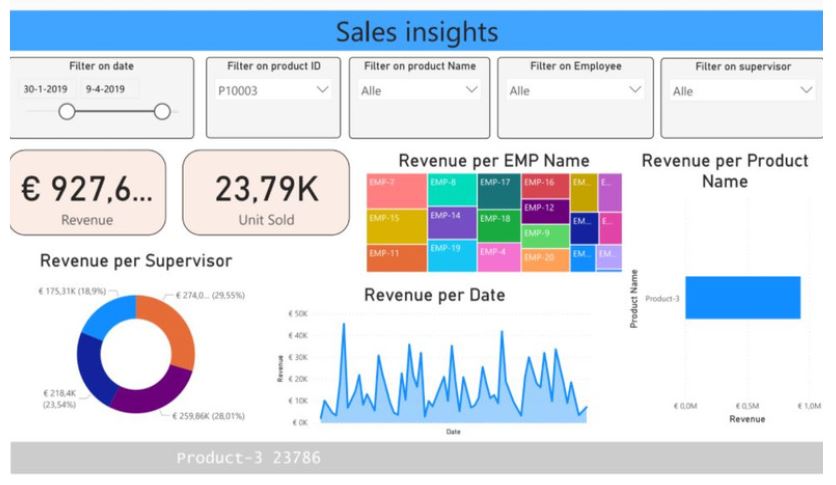 Sales insights
Filter on date
30-1-2019 9-4-2019
Filter on product ID
P10003
Filter on product Name
Alle
Filter on Employee
Alle
Filter on supervisor
Alle
€ 927,6...
Revenue
23,79K
Unit Sold
Revenue per EMP Name
EMP-7
EMP-15
EMP-11
EMP-8
EMP-14
EMP-19
EMP-17
EMP-18
EMP-4
EMP-16
EMP-12
EMP-9
EMP-20
EM...
EM...
EM...
E...
E...
EM...
Revenue per Product
Name
Product Name
Product-3
€ 0,0M € 0,5M € 1,0M
Revenue
Revenue per Supervisor
€ 175,31K (18,9%)
€ 274,0... (29,55%)
€ 218,4K
(23,54%)
€ 259,86K (28,01%)
Revenue per Date
Revenue
€ 50K
€ 40K
€ 30K
€ 20K
€ 10K
€ 0K
Date
Product-3 23786